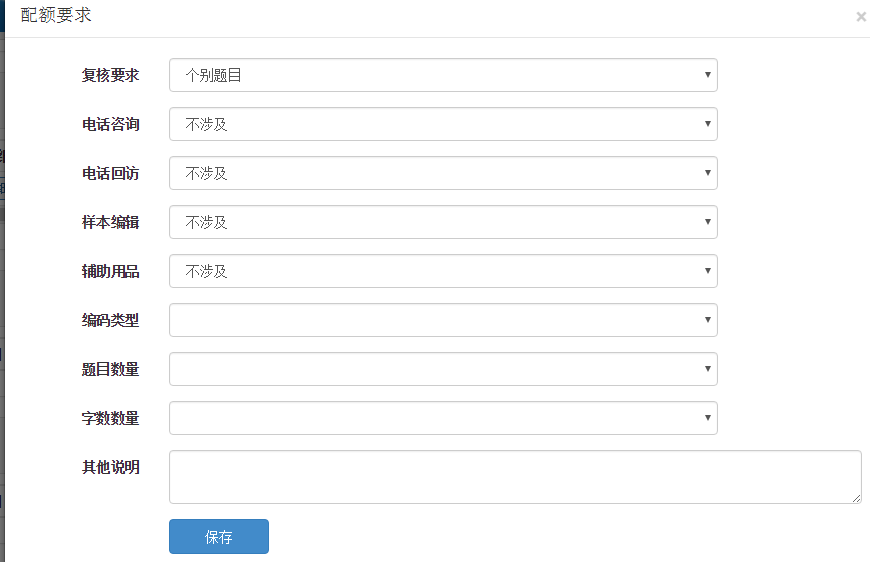 配额要求 ×
复核要求 个别题目
电话咨询 不涉及
电话回访 不涉及
样本编辑 不涉及
辅助用品 不涉及
编码类型
题目数量
字数数量
其他说明
保存